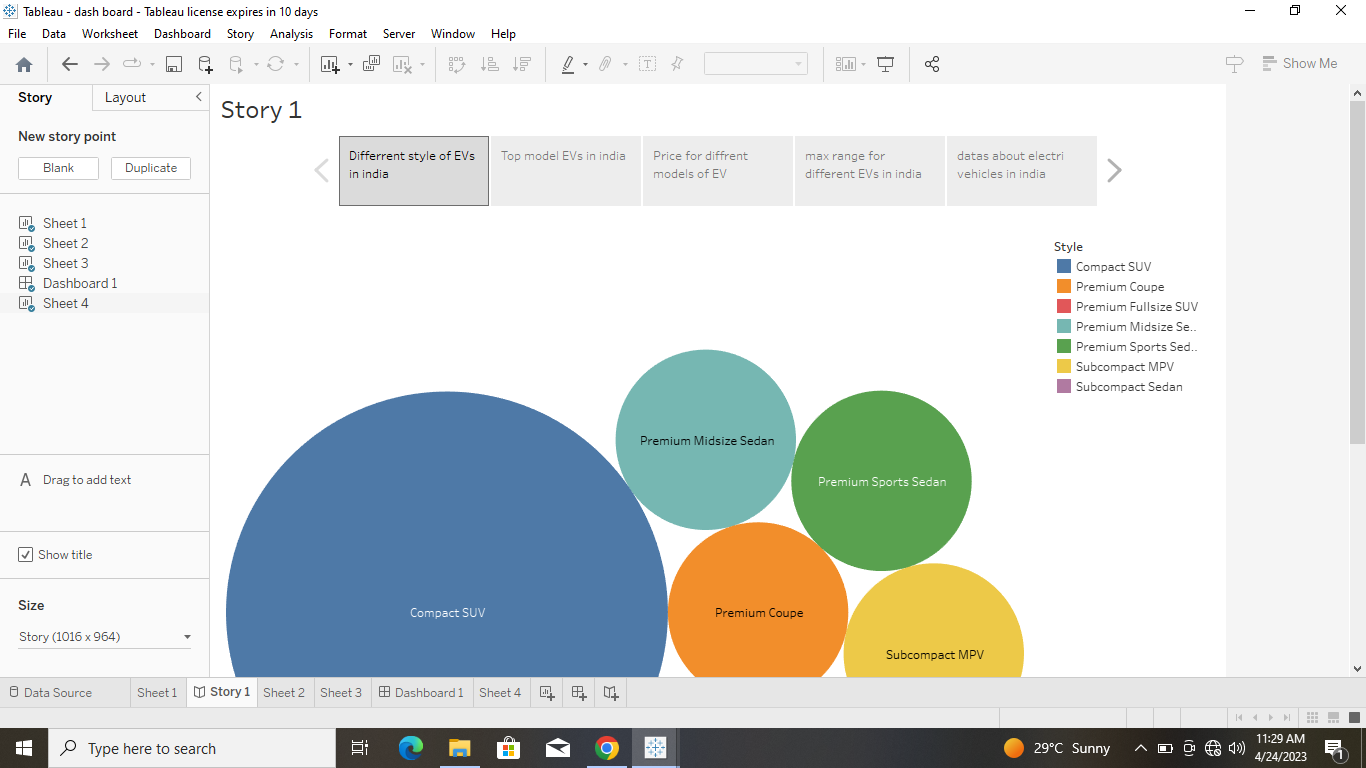 Tableau - dash board - Tableau license expires in 10 days
File Data Worksheet Dashboard Story Analysis Format Server Window Help
Show Me
Story Layout
New story point
Blank Duplicate
Sheet 1
Sheet 2
Sheet 3
Dashboard 1
Sheet 4
A Drag to add text
Show title
Size
Story (1016 x 964)
Story 1
Differrent style of EVs
in india
Top model EVs in india
Price for diffrent
models of EV
max range for
different EVs in india
datas about electri
vehicles in india
Style
Compact SUV
Premium Coupe
Premium Fullsize SUV
Premium Midsize Se..
Premium Sports Sed..
Subcompact MPV
Subcompact Sedan
Premium Midsize Sedan
Premium Sports Sedan
Compact SUV
Premium Coupe
Subcompact MPV
Data Source Sheet 1 Story 1 Sheet 2 Sheet 3 Dashboard 1 Sheet 4
Type here to search
29°C Sunny
11:29 AM
4/24/2023
1